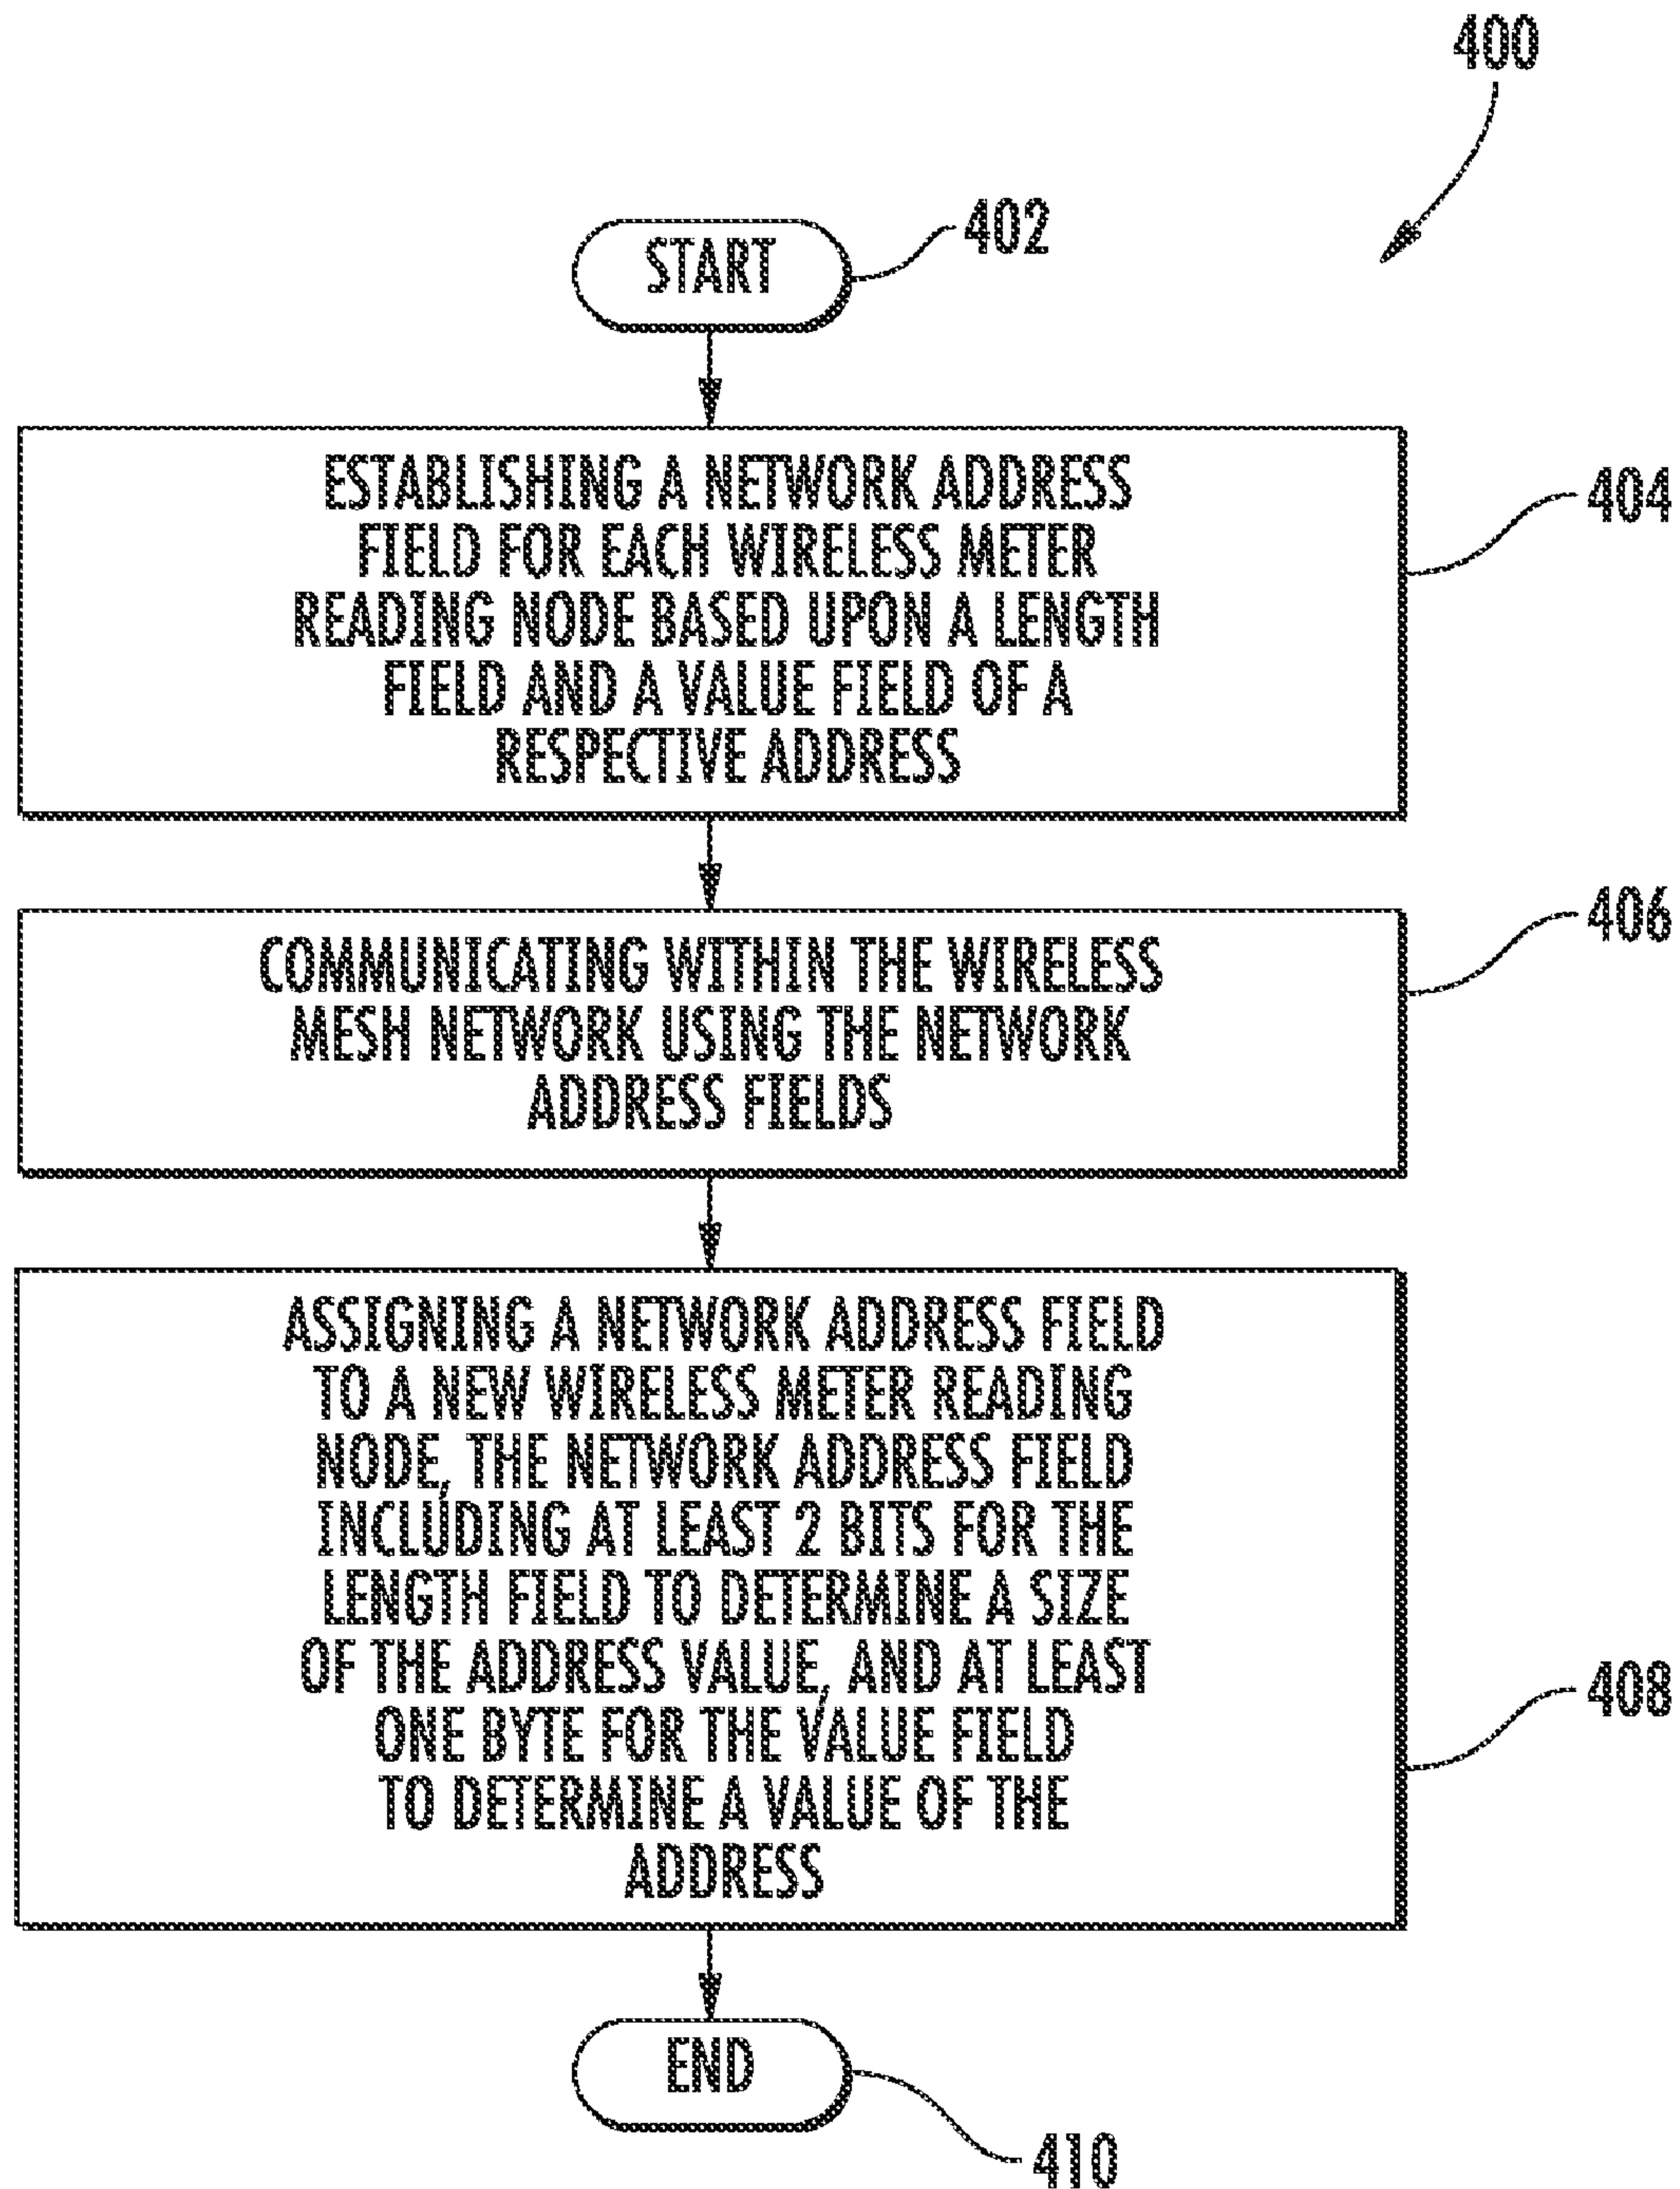 400
START
402
ESTABLISHING A NETWORK ADDRESS
FIELD FOR EACH WIRELESS METER
READING NODE BASED UPON A LENGTH
FIELD AND A VALUE FIELD OF A
RESPECTIVE ADDRESS
404
COMMUNICATING WITHIN THE WIRELESS
MESH NETWORK USING THE NETWORK
ADDRESS FIELDS
406
ASSIGNING A NETWORK ADDRESS FIELD
TO A NEW WIRELESS METER READING
NODE, THE NETWORK ADDRESS FIELD
INCLUDING AT LEAST 2 BITS FOR THE
LENGTH FIELD TO DETERMINE A SIZE
OF THE ADDRESS VALUE, AND AT LEAST
ONE BYTE FOR THE VALUE FIELD
TO DETERMINE A VALUE OF THE
ADDRESS
408
END
410